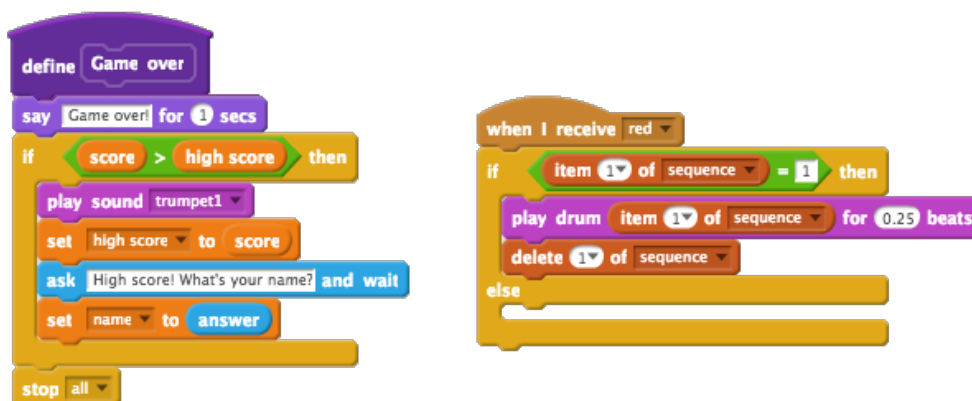 define Game over
say Game over! for 1 secs
if score > high score then
play sound trumpet1
set high score to score
ask High score! What's your name? and wait
set name to answer
stop all
when I receive red
if item 1 of sequence = 1 then
play drum item 1 of sequence for 0.25 beats
delete 1 of sequence
else